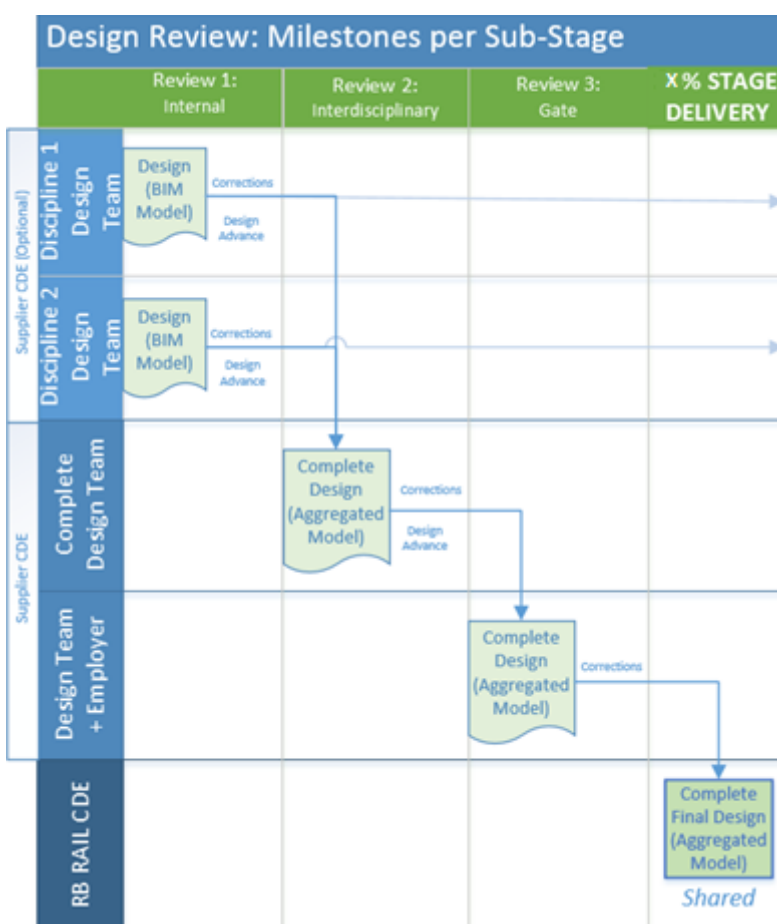 Design Review: Milestones per Sub-Stage
Review 1:
Internal
Review 2:
Interdisciplinary
Review 3:
Gate
X% STAGE
DELIVERY
Supplier CDE (Optional)
Discipline 1
Design
Team
Design
(BIM
Model)
Corrections
Design
Advance
Discipline 2
Design
Team
Design
(BIM
Model)
Corrections
Design
Advance
Supplier CDE
Complete
Design Team
Complete
Design
(Aggregated
Model)
Corrections
Design
Advance
Design Team
+ Employer
Complete
Design
(Aggregated
Model)
Corrections
RB RAIL CDE
Complete
Final Design
(Aggregated
Model)
Shared